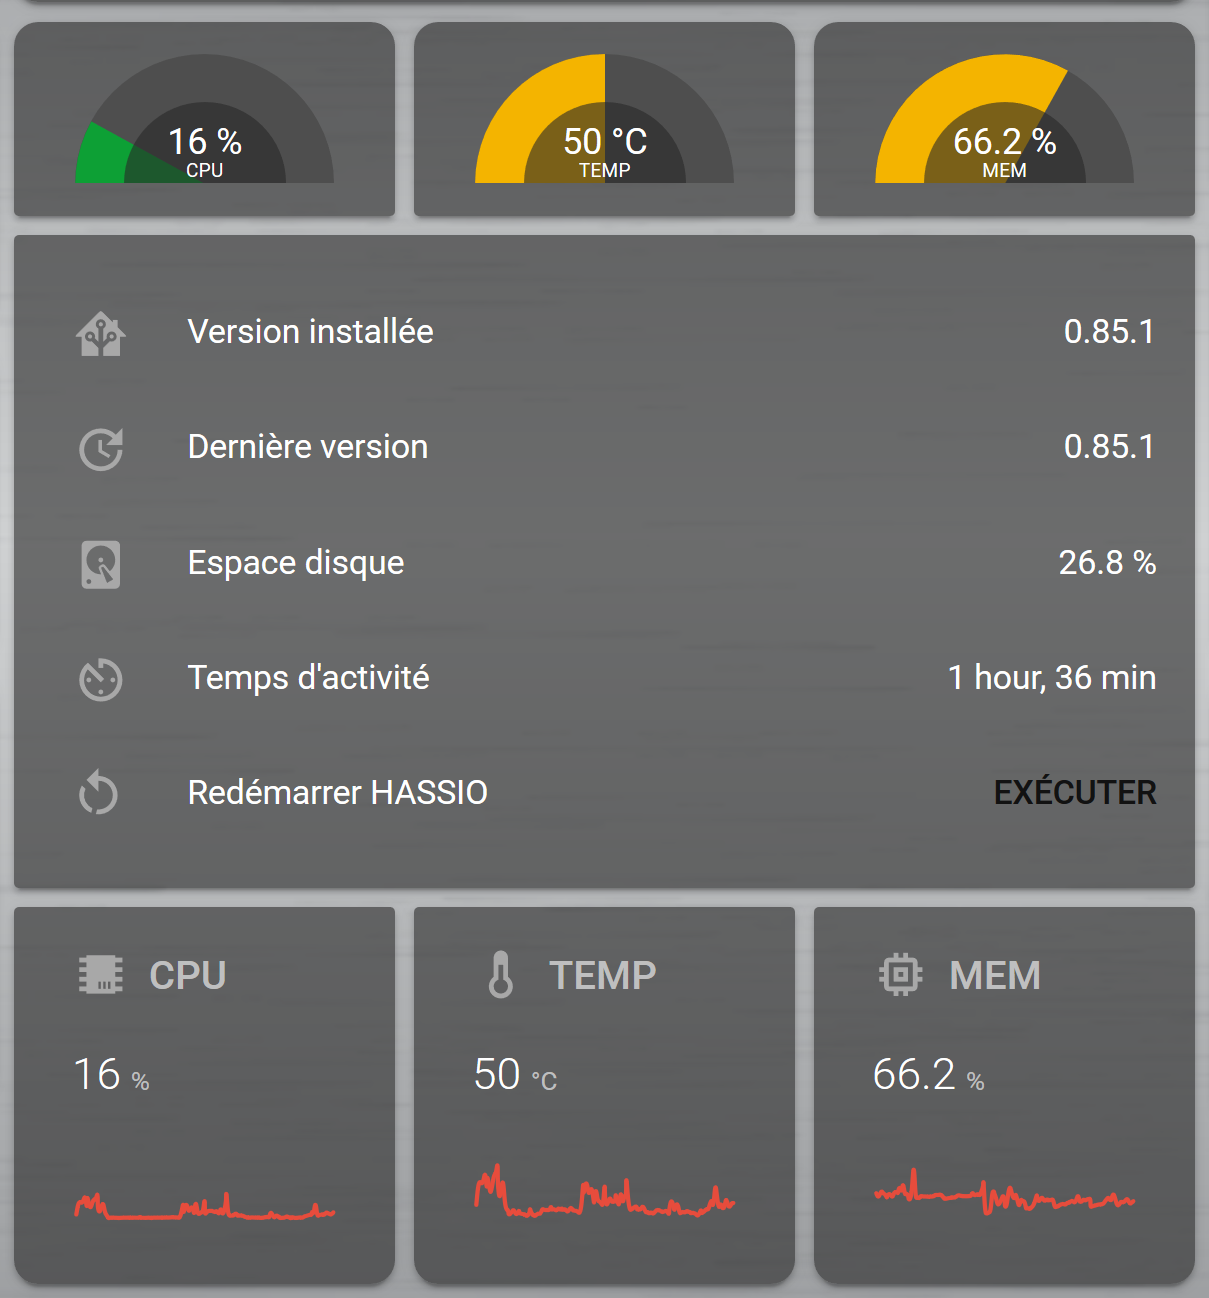 16 %
CPU
50 °C
TEMP
66.2 %
MEM
Version installée 0.85.1
Dernière version 0.85.1
Espace disque 26.8 %
Temps d'activité 1 hour, 36 min
Redémarrer HASSIO EXÉCUTER
CPU
16 %
TEMP
50 °C
MEM
66.2 %